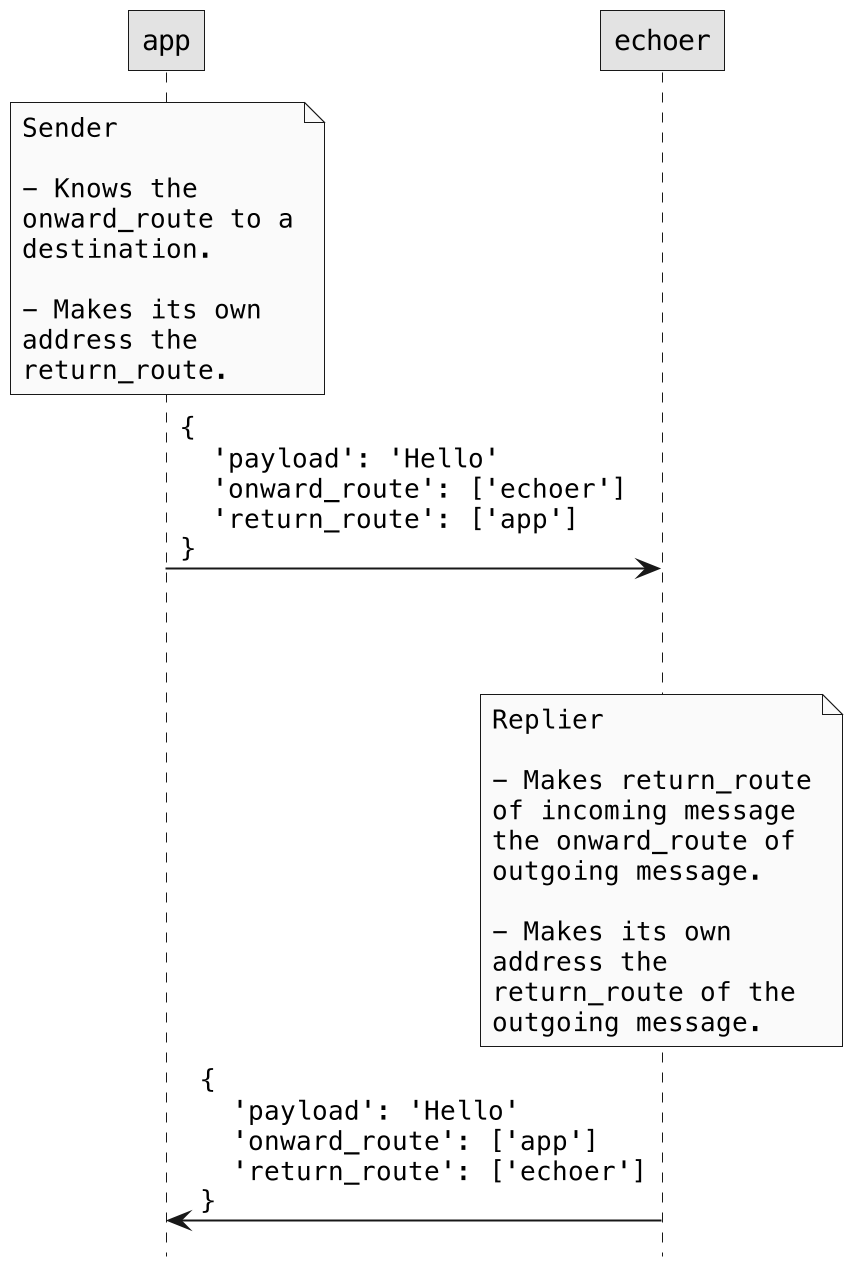 app
echoer
Sender
- Knows the
onward_route to a
destination.
- Makes its own
address the
return_route.
{
'payload': 'Hello'
'onward_route': ['echoer']
'return_route': ['app']
}
Replier
- Makes return_route
of incoming message
the onward_route of
outgoing message.
- Makes its own
address the
return_route of the
outgoing message.
{
'payload': 'Hello'
'onward_route': ['app']
'return_route': ['echoer']
}